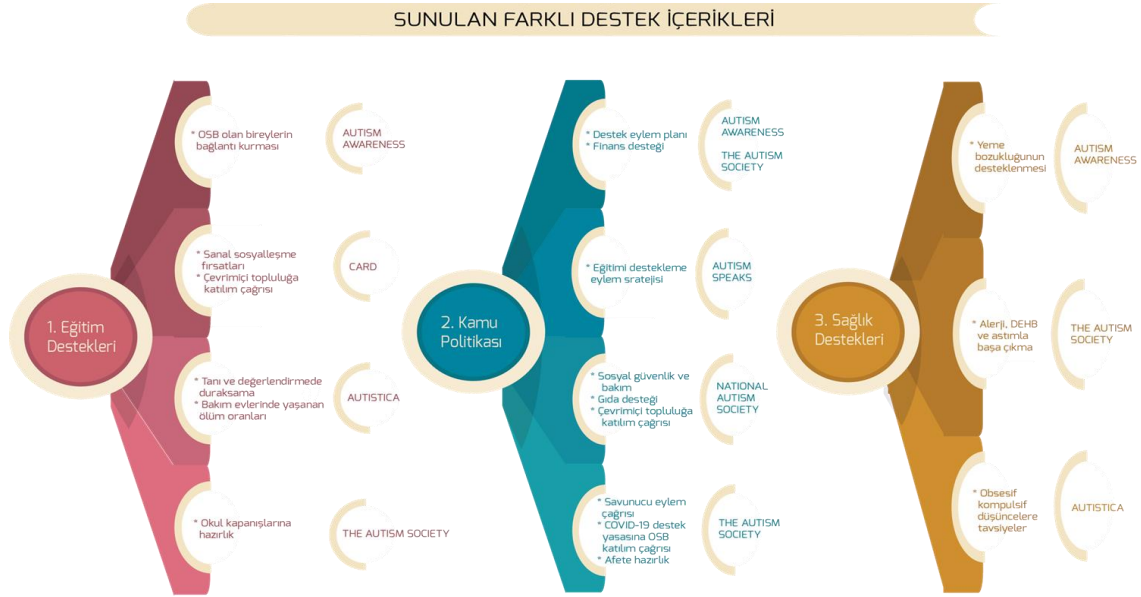 SUNULAN FARKLI DESTEK İÇERİKLERİ
1. Eğitim
Destekleri
* OSB olan bireylerin
bağlantı kurması
AUTISM
AWARENESS
* Sanal sosyalleşme
fırsatları
* Çevrimiçi topluluğa
katılım çağrısı
CARD
* Tanı ve değerlendirmede
duraksama
* Bakım evlerinde yaşanan
ölüm oranları
AUTISTICA
* Okul kapanışlarına
hazırlık
THE AUTISM SOCIETY
2. Kamu
Politikası
* Destek eylem planı
* Finans desteği
AUTISM
AWARENESS
THE AUTISM
SOCIETY
* Eğitimi destekleme
eylem sratejisi
AUTISM
SPEAKS
* Sosyal güvenlik ve
bakım
* Gıda desteği
* Çevrimiçi topluluğa
katılım çağrısı
NATIONAL
AUTISM
SOCIETY
* Savunucu eylem
çağrısı
* COVID-19 destek
yasasına OSB
katılım çağrısı
* Afete hazırlık
THE AUTISM
SOCIETY
3. Sağlık
Destekleri
* Yeme
bozukluğunun
desteklenmesi
AUTISM
AWARENESS
* Alerji, DEHB
ve astımla
başa çıkma
THE AUTISM
SOCIETY
* Obsesif
kompulsif
düşüncelere
tavsiyeler
AUTISTICA